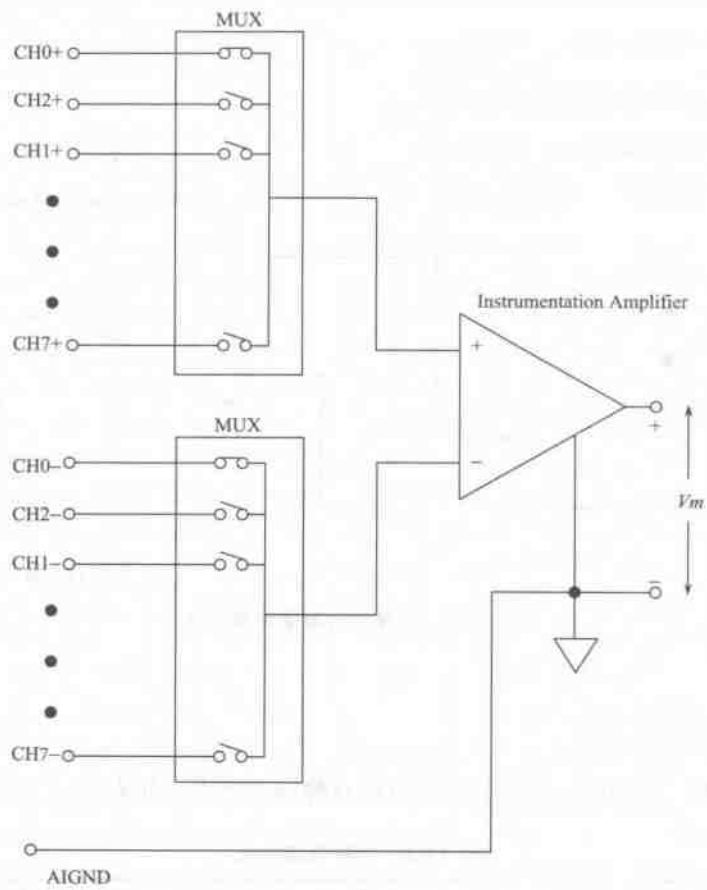 MUX
CH0+
CH2+
CH1+
CH7+
Instrumentation Amplifier
+
−
+
Vm
−
MUX
CH0−
CH2−
CH1−
CH7−
AIGND